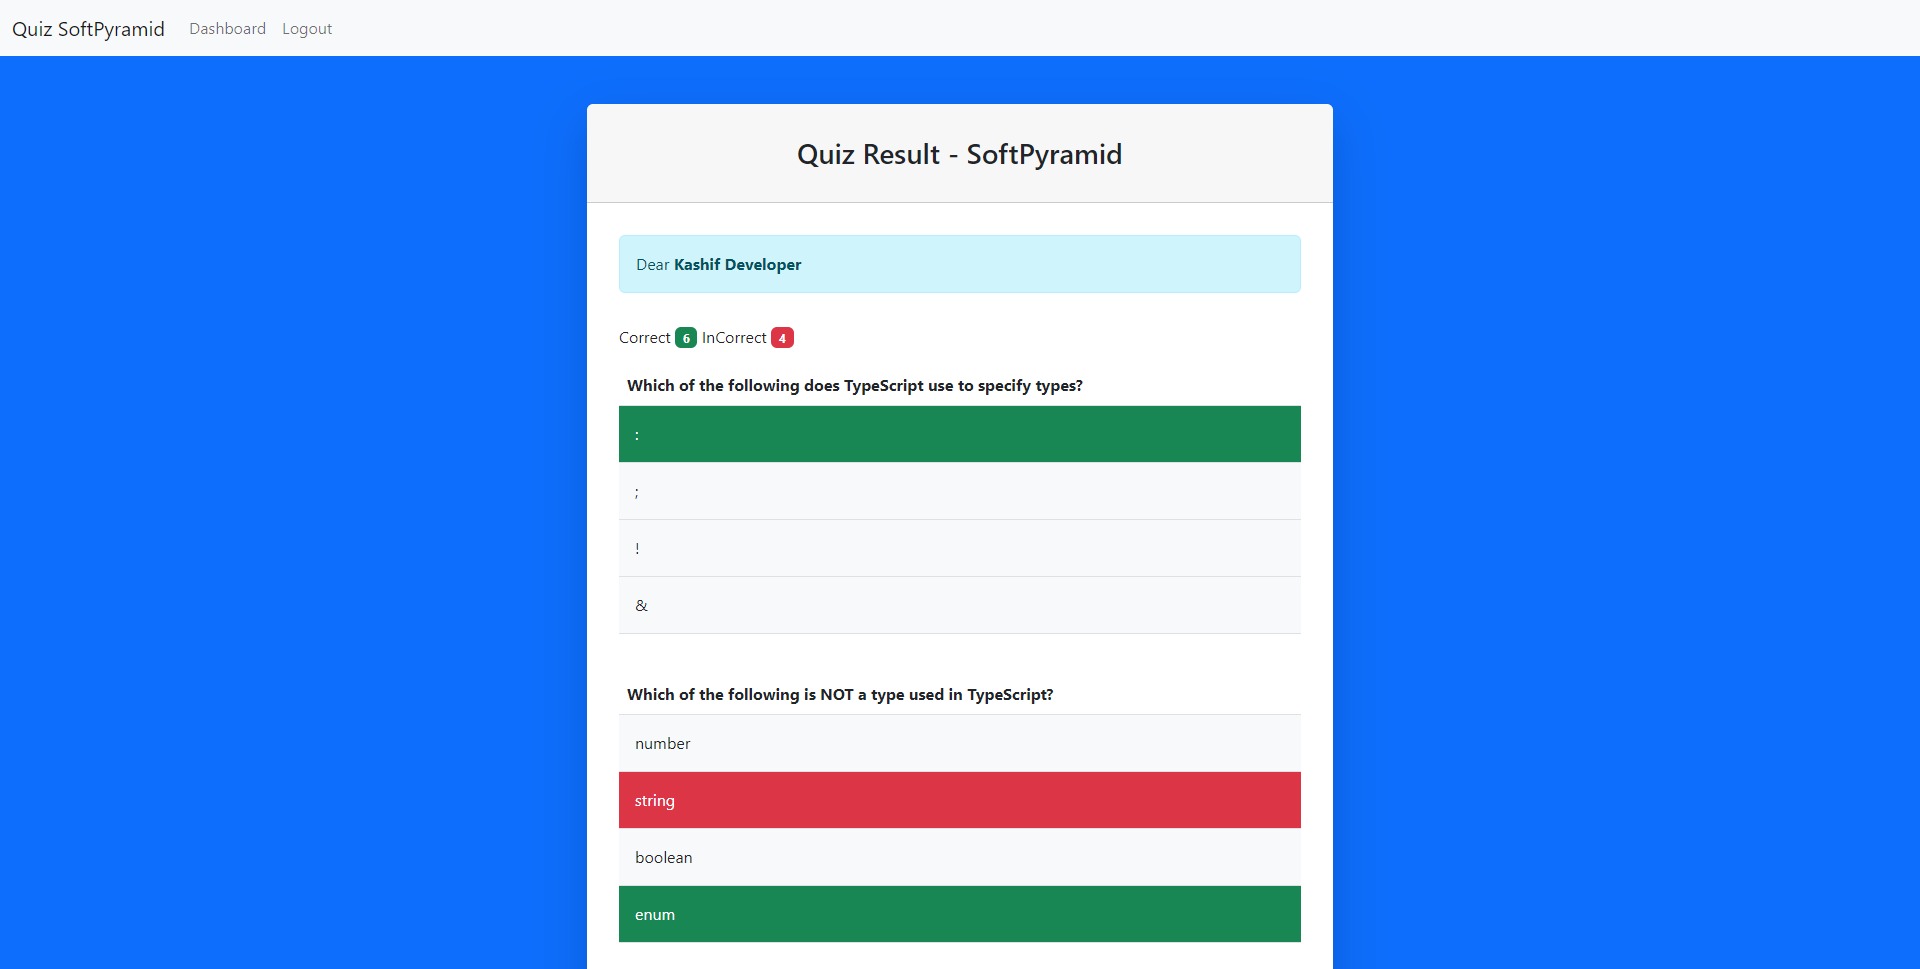 Quiz SoftPyramid Dashboard Logout
Quiz Result - SoftPyramid
Dear Kashif Developer
Correct 6 InCorrect 4
Which of the following does TypeScript use to specify types?
:
;
!
&
Which of the following is NOT a type used in TypeScript?
number
string
boolean
enum